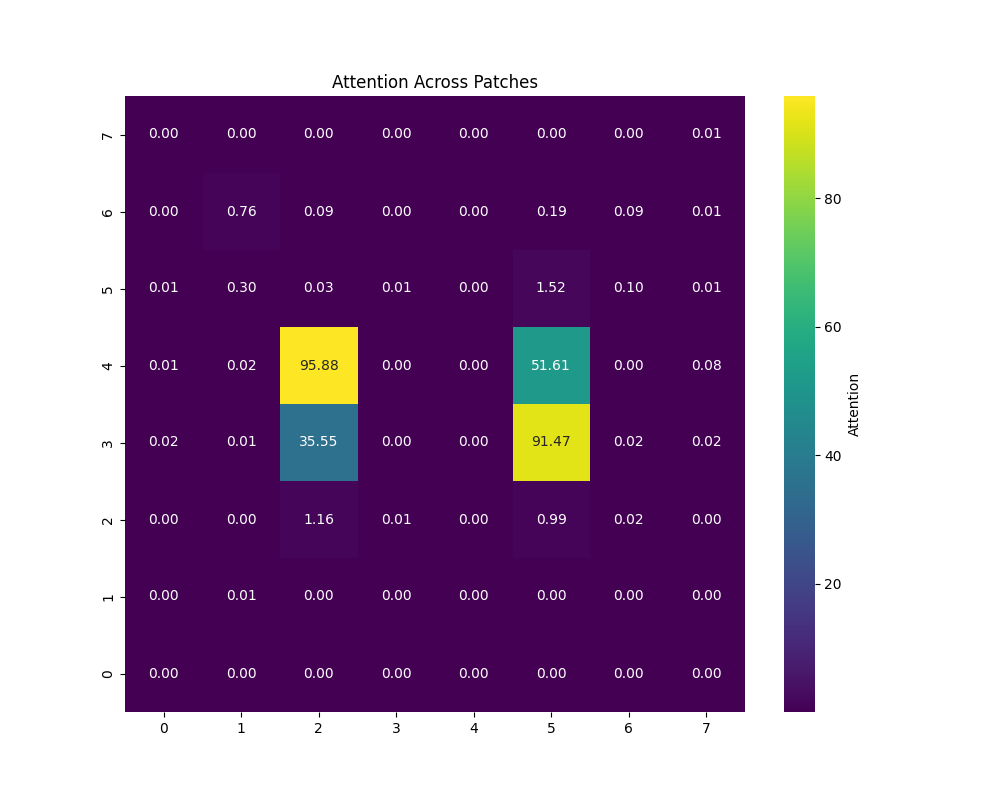 Attention Across Patches
7 0.00 0.00 0.00 0.00 0.00 0.00 0.00 0.01
6 0.00 0.76 0.09 0.00 0.00 0.19 0.09 0.01
5 0.01 0.30 0.03 0.01 0.00 1.52 0.10 0.01
4 0.01 0.02 95.88 0.00 0.00 51.61 0.00 0.08
3 0.02 0.01 35.55 0.00 0.00 91.47 0.02 0.02
2 0.00 0.00 1.16 0.01 0.00 0.99 0.02 0.00
1 0.00 0.01 0.00 0.00 0.00 0.00 0.00 0.00
0 0.00 0.00 0.00 0.00 0.00 0.00 0.00 0.00
0 1 2 3 4 5 6 7
80
60
40
20
Attention